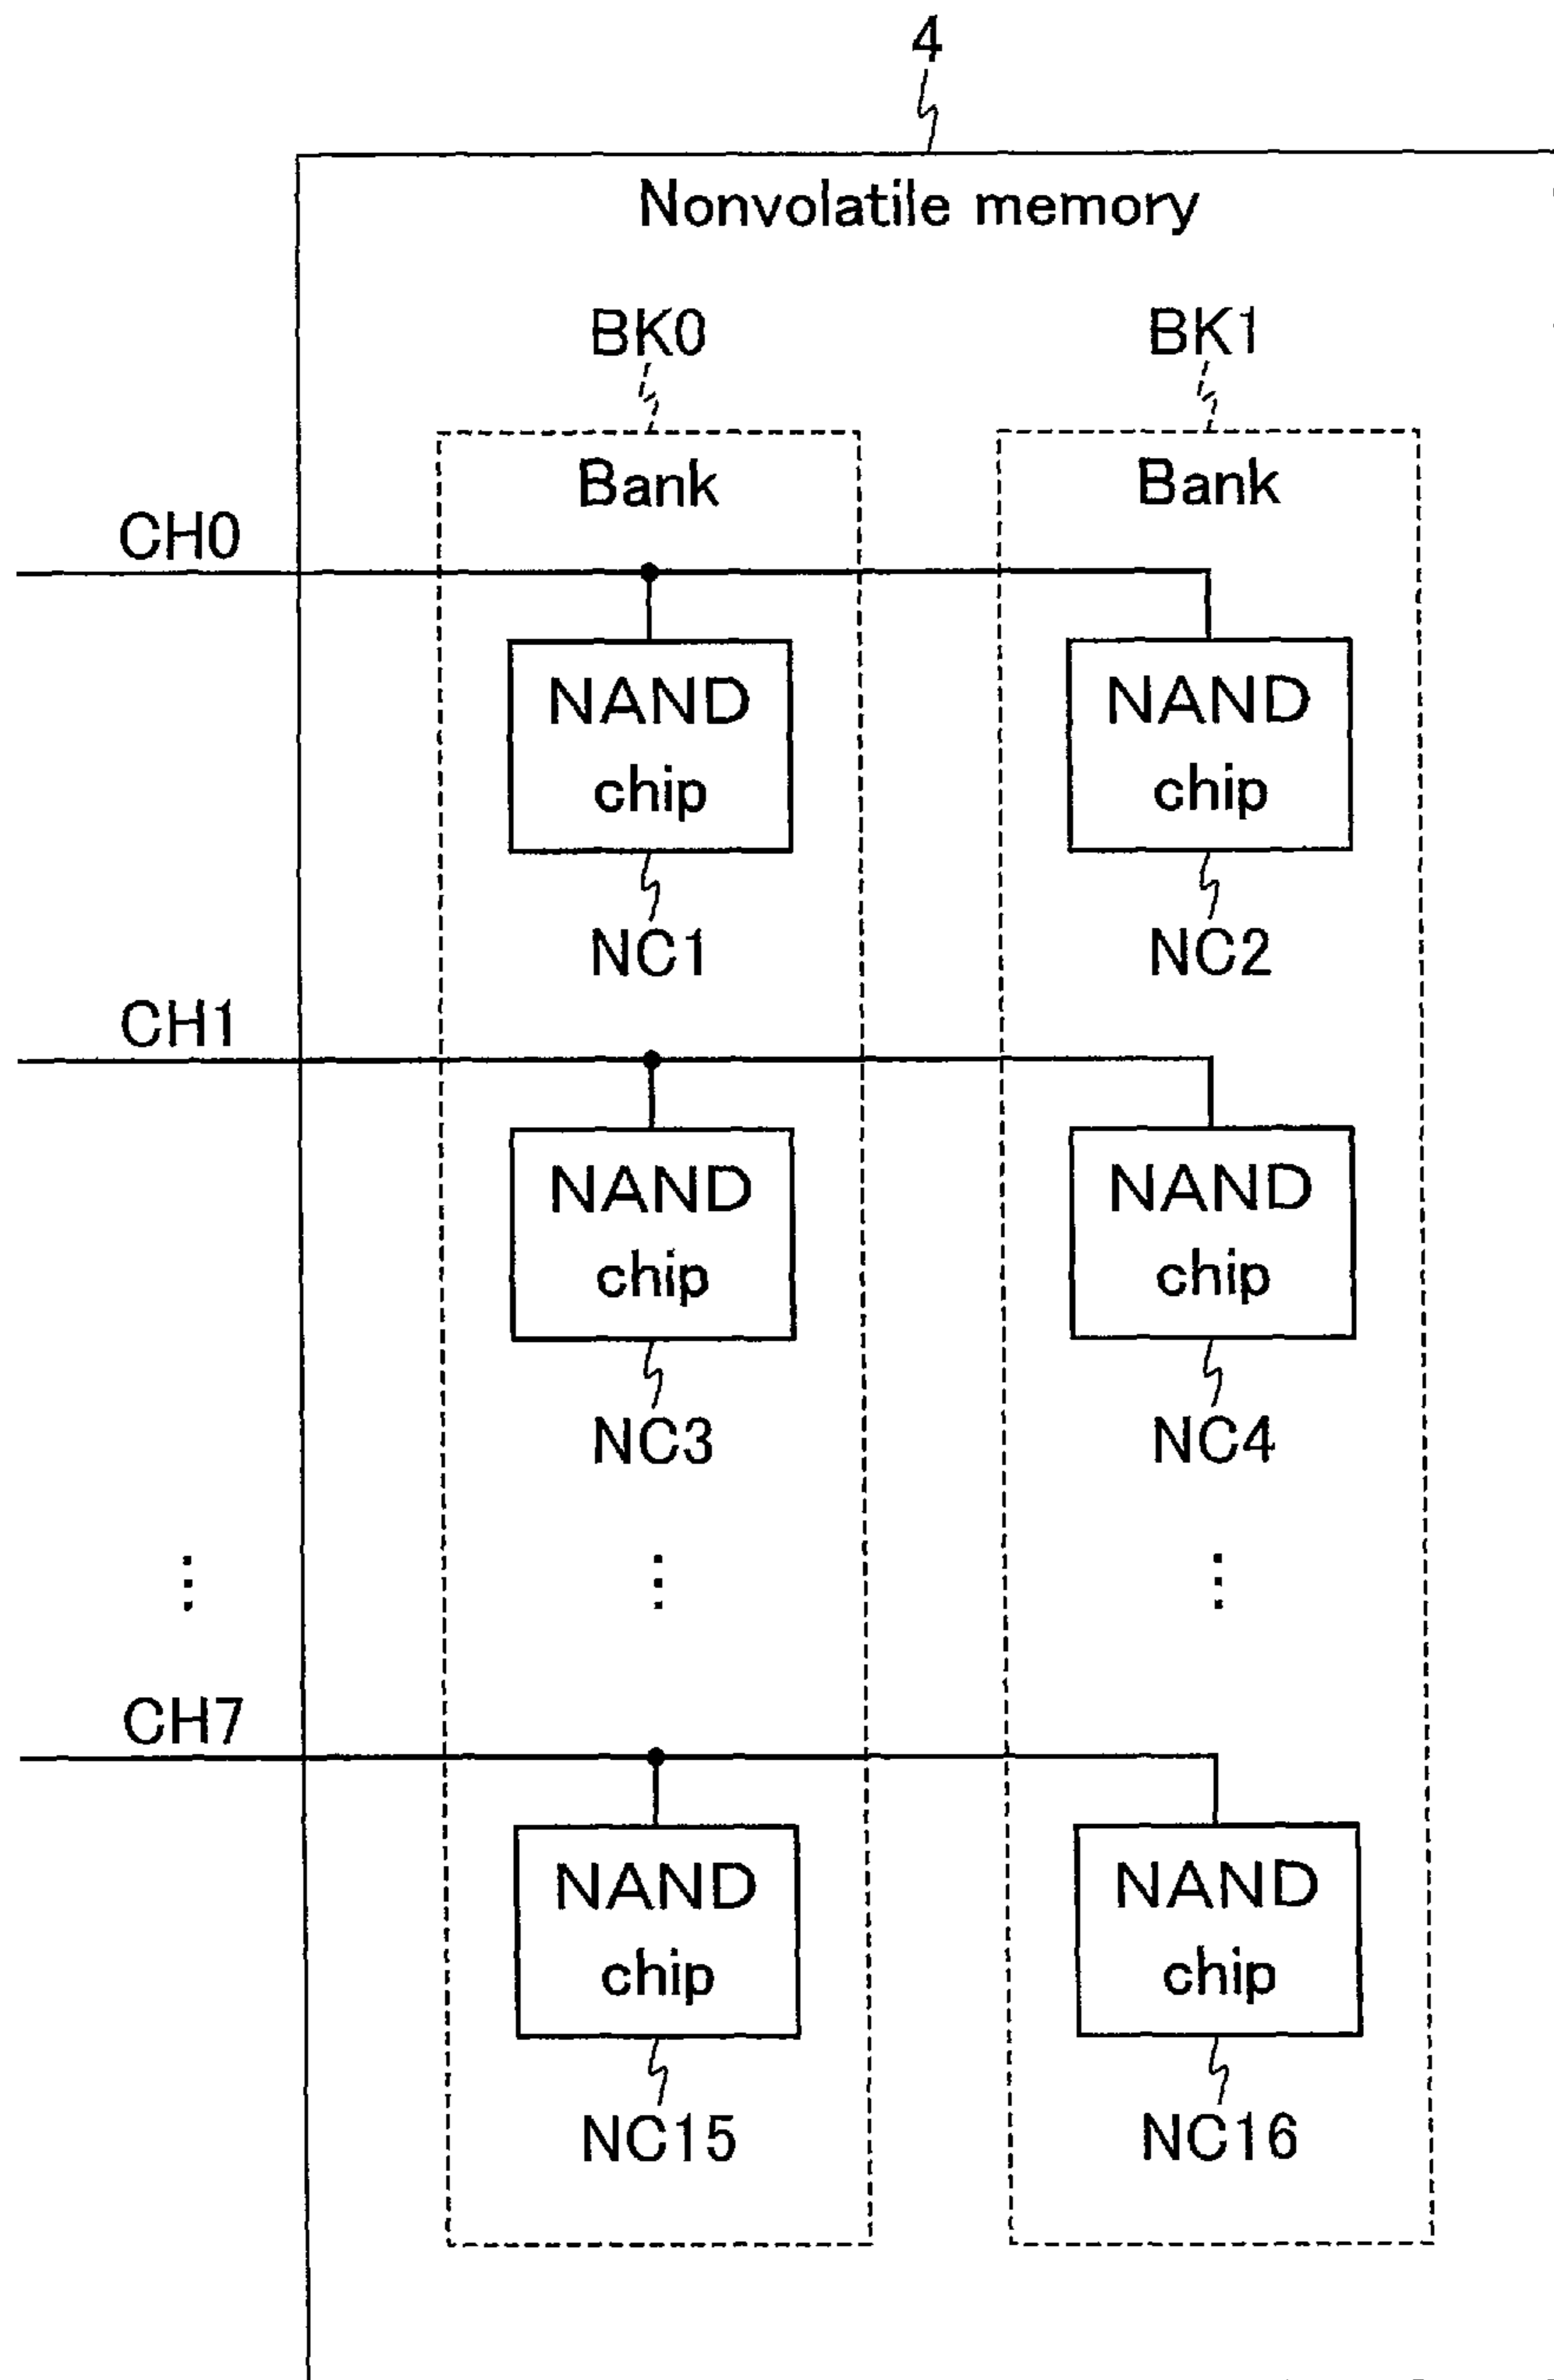 4
Nonvolatile memory
BK0 BK1
Bank Bank
CH0
NAND NAND
chip chip
NC1 NC2
CH1
NAND NAND
chip chip
NC3 NC4
⋮ ⋮ ⋮
CH7
NAND NAND
chip chip
NC15 NC16